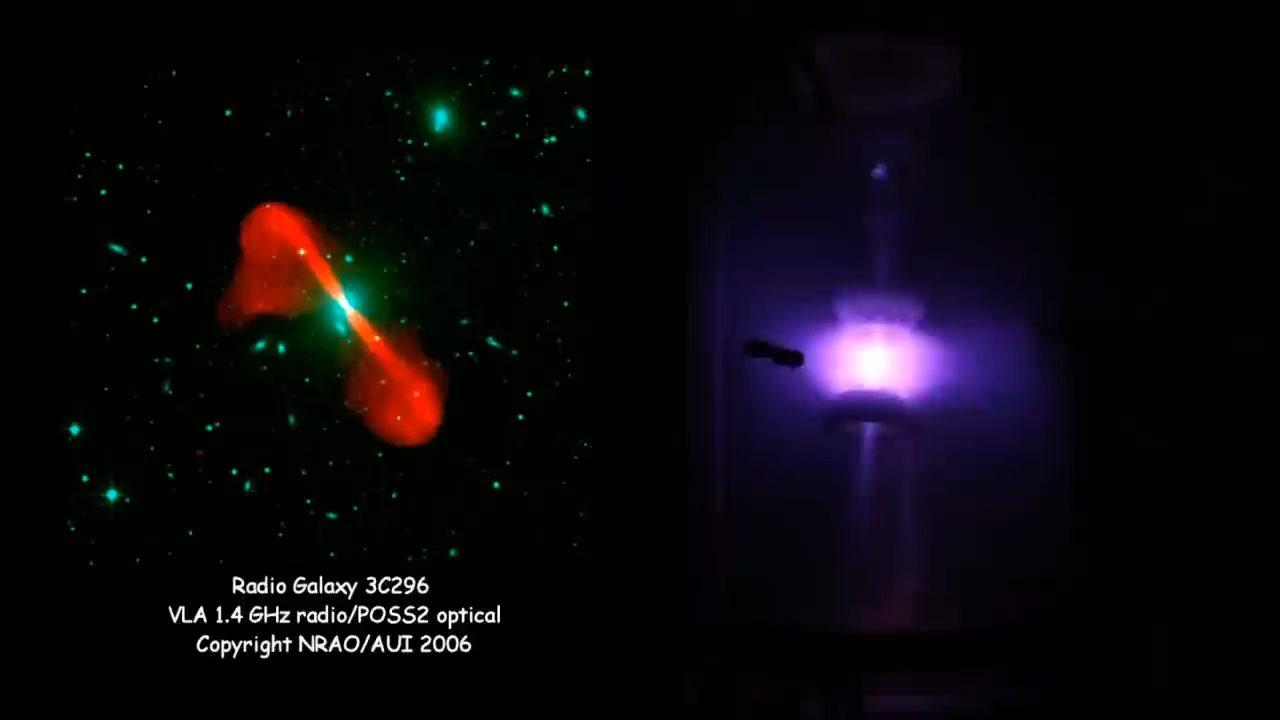 Radio Galaxy 3C296
VLA 1.4 GHz radio/POSS2 optical
Copyright NRAO/AUI 2006